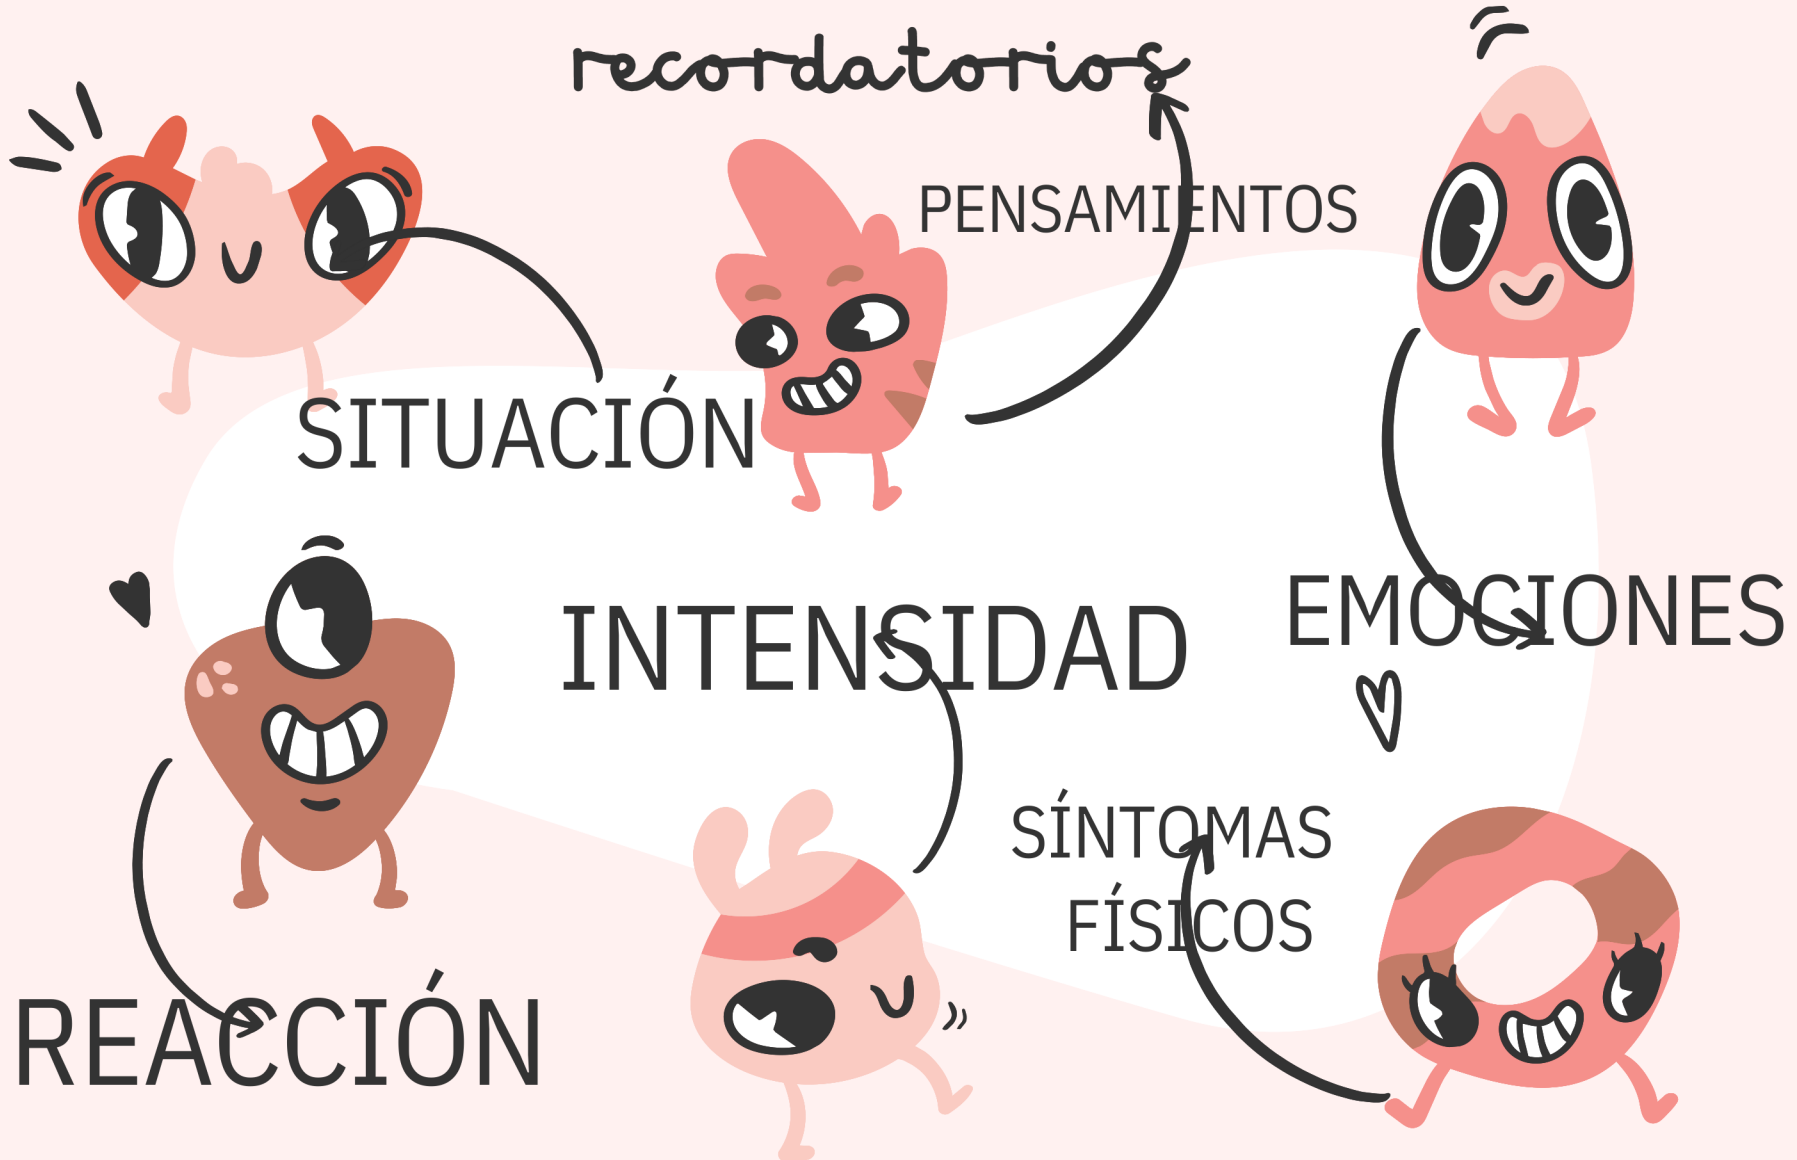 recordatorios
PENSAMIENTOS
SITUACIÓN
EMOCIONES
INTENSIDAD
SÍNTOMAS
FÍSICOS
REACCIÓN